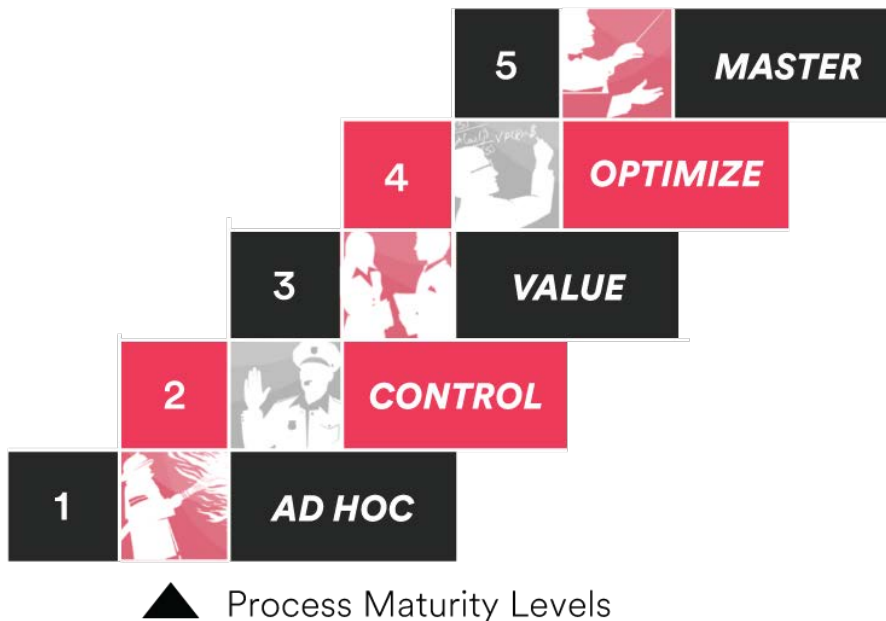 5 MASTER
4 OPTIMIZE
3 VALUE
2 CONTROL
1 AD HOC
Process Maturity Levels